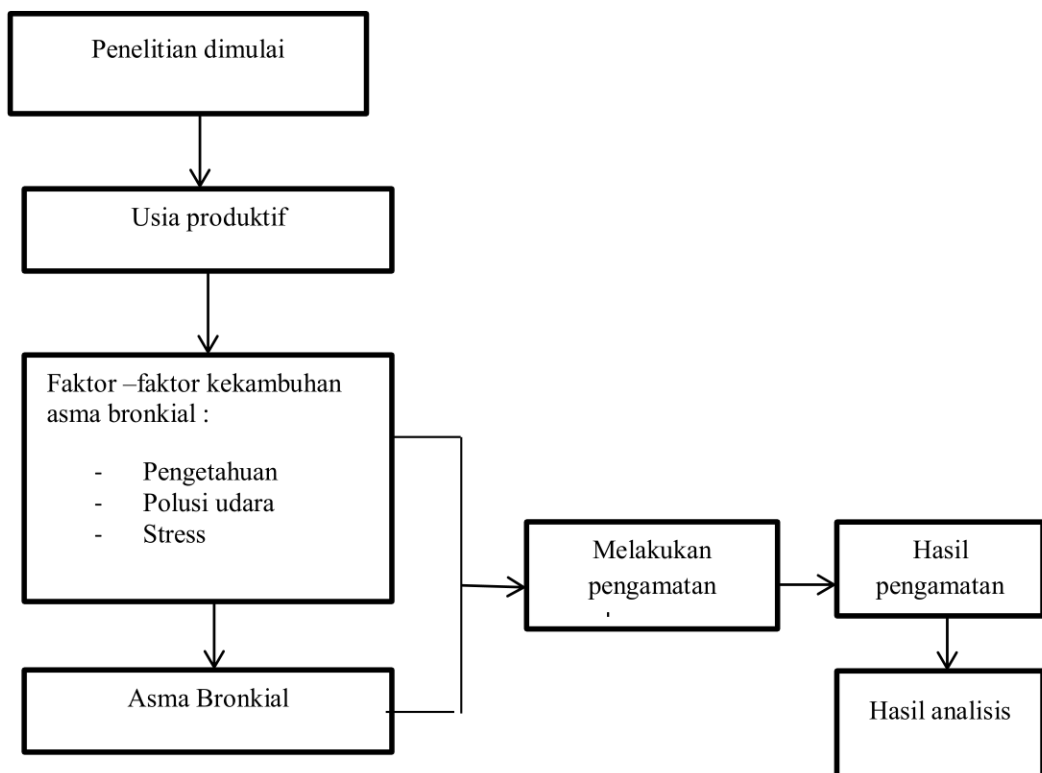 Penelitian dimulai
Usia produktif
Faktor –faktor kekambuhan
asma bronkial :
- Pengetahuan
- Polusi udara
- Stress
Asma Bronkial
Melakukan
pengamatan
Hasil
pengamatan
Hasil analisis